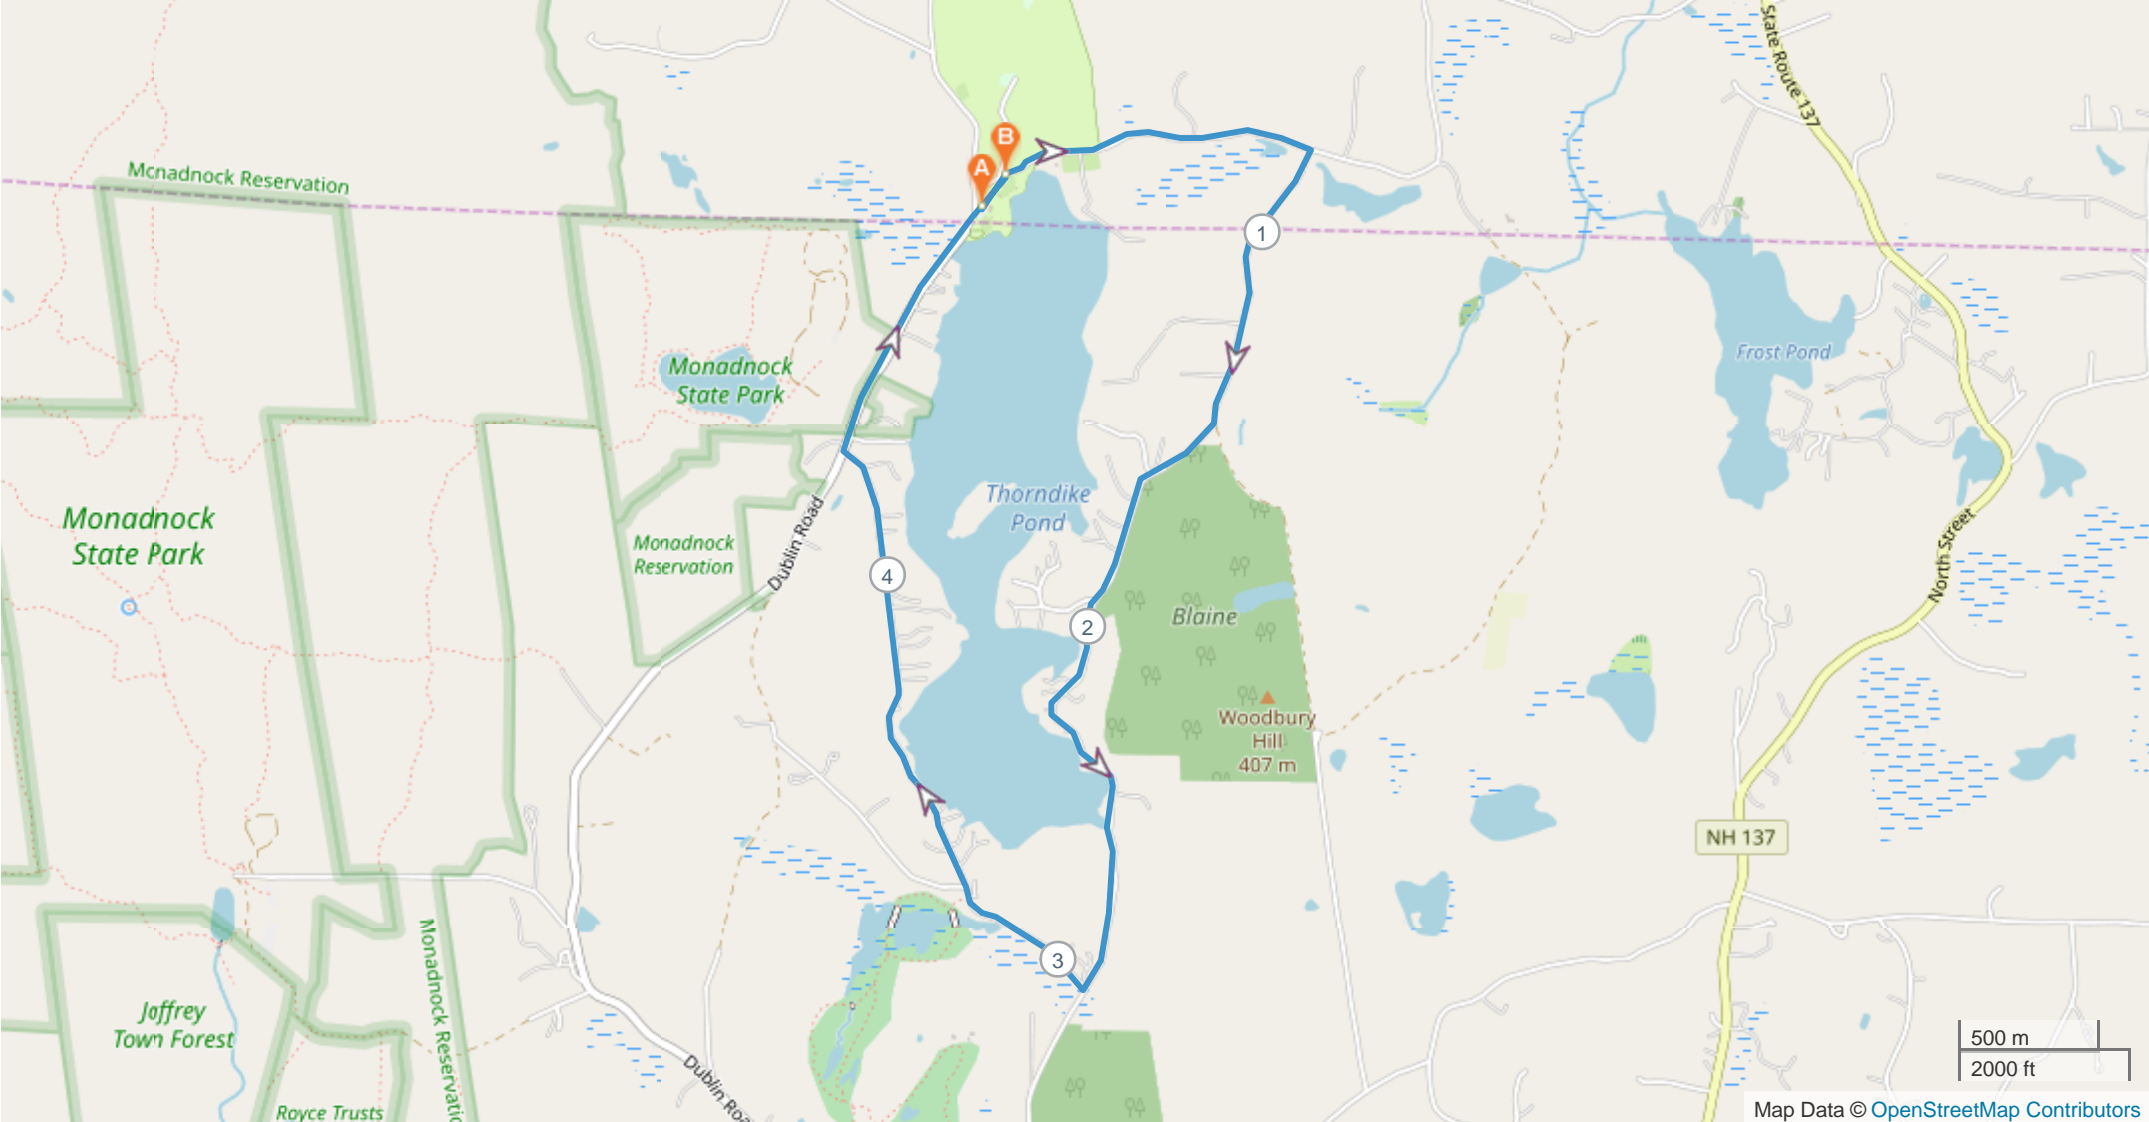 State Route 137
B
A
Monadnock Reservation
1
Monadnock
State Park
Frost Pond
Thorndike
Pond
Monadnock
State Park
Monadnock
Reservation
Dublin Road
North Street
4
2
Blaine
Woodbury
Hill
407 m
NH 137
3
Monadnock Reservatio
Jaffrey
Town Forest
Dublin Roa
Royce Trusts
500 m
2000 ft
Map Data © OpenStreetMap Contributors